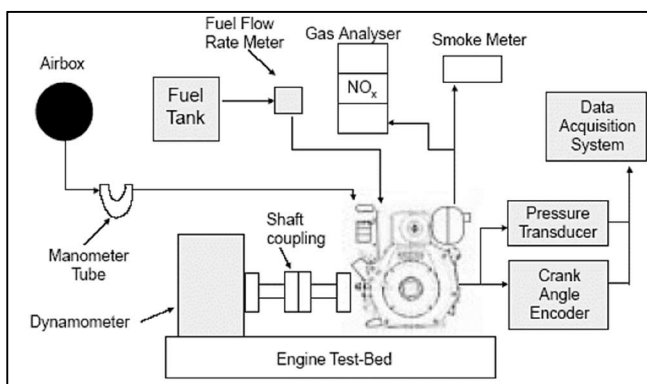 Fuel Flow
Rate Meter
Gas Analyser
Smoke Meter
Airbox
Fuel
Tank
NOx
Data
Acquisition
System
Manometer
Tube
Shaft
coupling
Pressure
Transducer
Crank
Angle
Encoder
Dynamometer
Engine Test-Bed